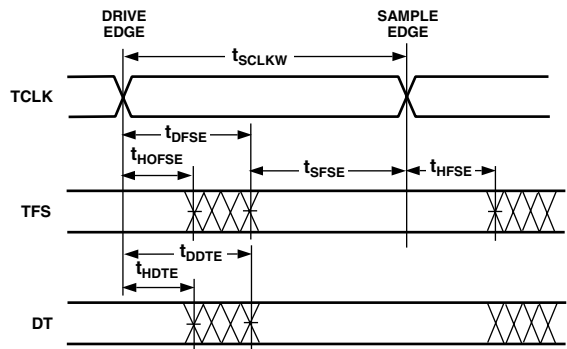 DRIVE EDGE
SAMPLE EDGE
tSCLKW
TCLK
tDFSE
tHOFSE
tSFSE
tHFSE
TFS
tDDTE
tHDTE
DT